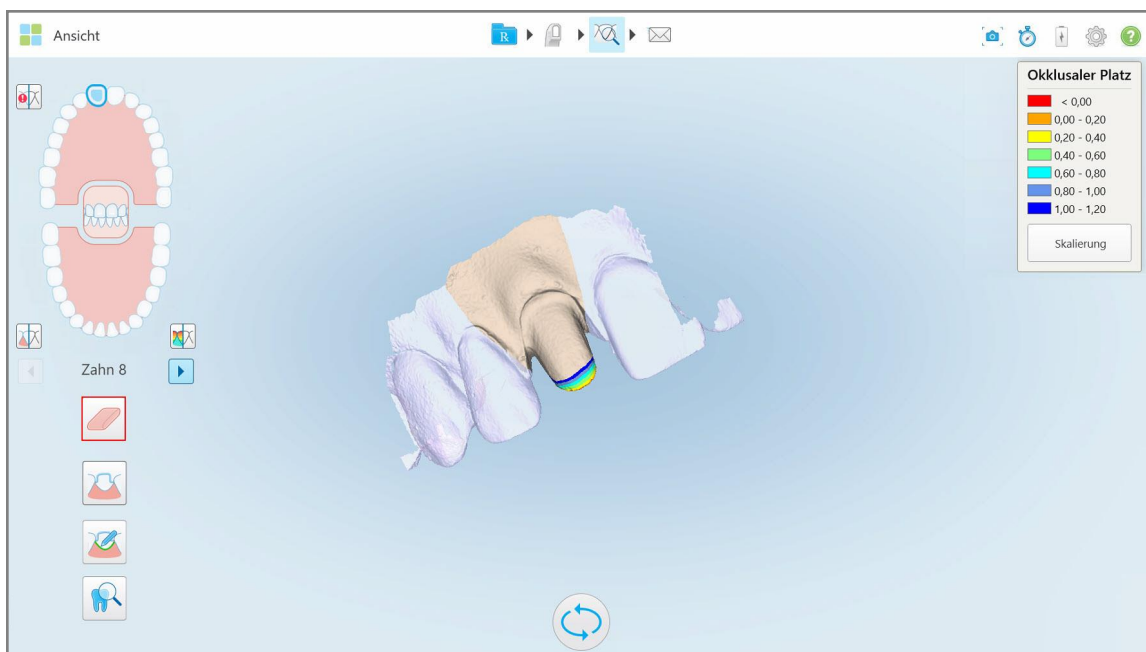 Ansicht
R
?
Okklusaler Platz
< 0,00
0,00 - 0,20
0,20 - 0,40
0,40 - 0,60
0,60 - 0,80
0,80 - 1,00
1,00 - 1,20
Skalierung
Zahn 8